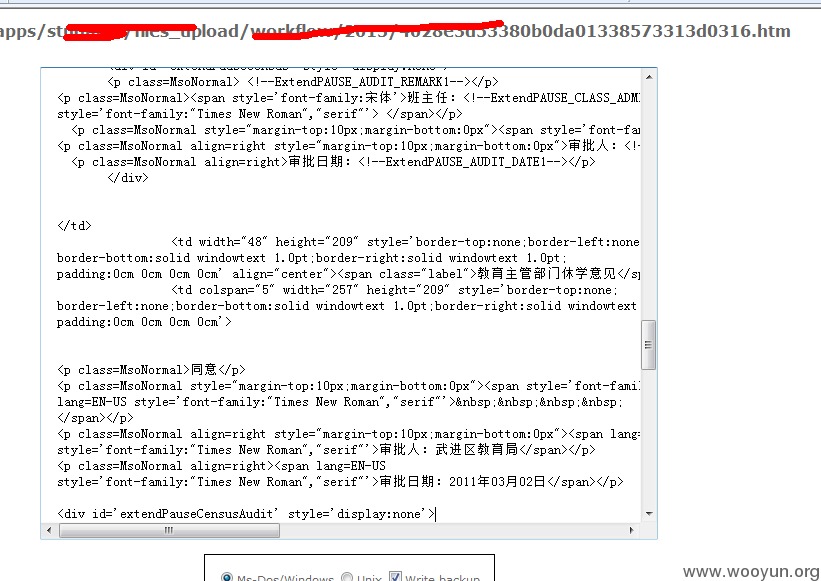 apps/st /files_upload/workflow/2013/4028e5d53380b0da01338573313d0316.htm
<p class=MsoNormal> <!--ExtendPAUSE_AUDIT_REMARK1--></p>
<p class=MsoNormal><span style='font-family:宋体'>班主任：<!--ExtendPAUSE_CLASS_ADM
style='font-family:"Times New Roman","serif"'> </span></p>
<p class=MsoNormal style="margin-top:10px;margin-bottom:0px"><span style='font-fa
<p class=MsoNormal align=right style="margin-top:10px;margin-bottom:0px">审批人：<!-
<p class=MsoNormal align=right>审批日期：<!--ExtendPAUSE_AUDIT_DATE1--></p>
</div>
</td>
<td width="48" height="209" style='border-top:none;border-left:none
border-bottom:solid windowtext 1.0pt;border-right:solid windowtext 1.0pt;
padding:0cm 0cm 0cm 0cm' align="center"><span class="label">教育主管部门休学意见</sp
<td colspan="5" width="257" height="209" style='border-top:none;
border-left:none;border-bottom:solid windowtext 1.0pt;border-right:solid windowtext
padding:0cm 0cm 0cm 0cm'>
<p class=MsoNormal>同意</p>
<p class=MsoNormal style="margin-top:10px;margin-bottom:0px"><span style='font-fami
lang=EN-US style='font-family:"Times New Roman","serif"'>&nbsp;&nbsp;&nbsp;&nbsp;
</span></p>
<p class=MsoNormal align=right style="margin-top:10px;margin-bottom:0px"><span lang=
style='font-family:"Times New Roman","serif"'>审批人：武进区教育局</span></p>
<p class=MsoNormal align=right><span lang=EN-US
style='font-family:"Times New Roman","serif"'>审批日期：2011年03月02日</span></p>
<div id='extendPauseCensusAudit' style='display:none'>
Ms-Dos/Windows Unix Write backup
www.wooyun.org